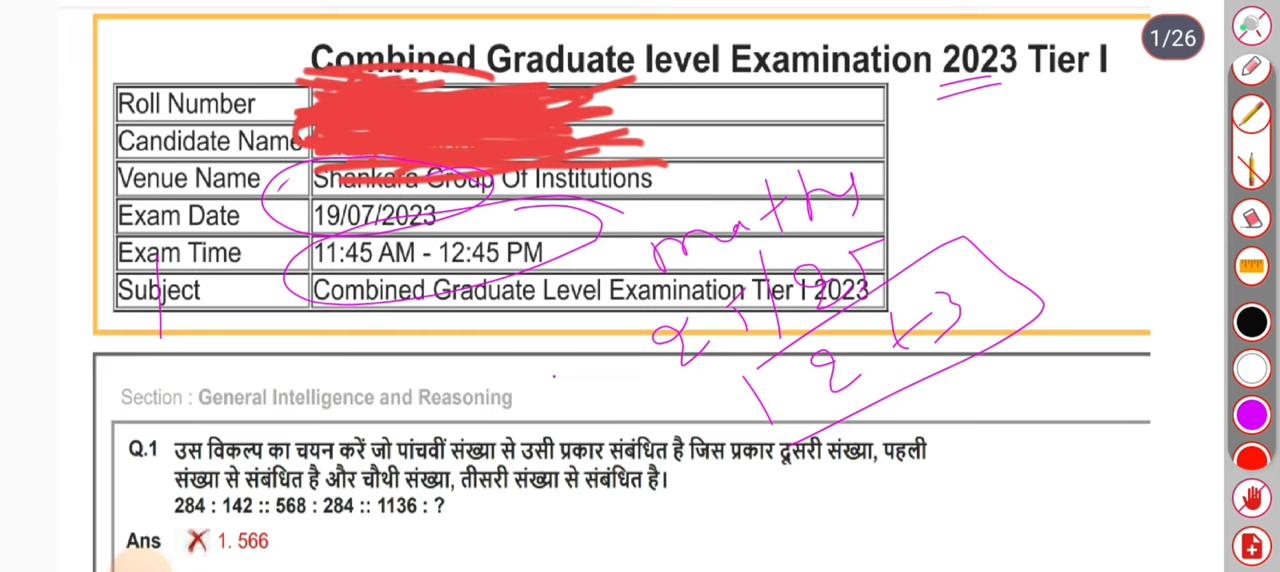 1/26
Combined Graduate level Examination 2023 Tier I
Roll Number
Candidate Name
Venue Name Shankara Group Of Institutions
Exam Date 19/07/2023
Exam Time 11:45 AM - 12:45 PM
Subject Combined Graduate Level Examination Tier I 2023
maths
Section : General Intelligence and Reasoning
Q.1 उस विकल्प का चयन करें जो पांचवीं संख्या से उसी प्रकार संबंधित है जिस प्रकार दूसरी संख्या, पहली
संख्या से संबंधित है और चौथी संख्या, तीसरी संख्या से संबंधित है।
284 : 142 :: 568 : 284 :: 1136 : ?
Ans 1. 566